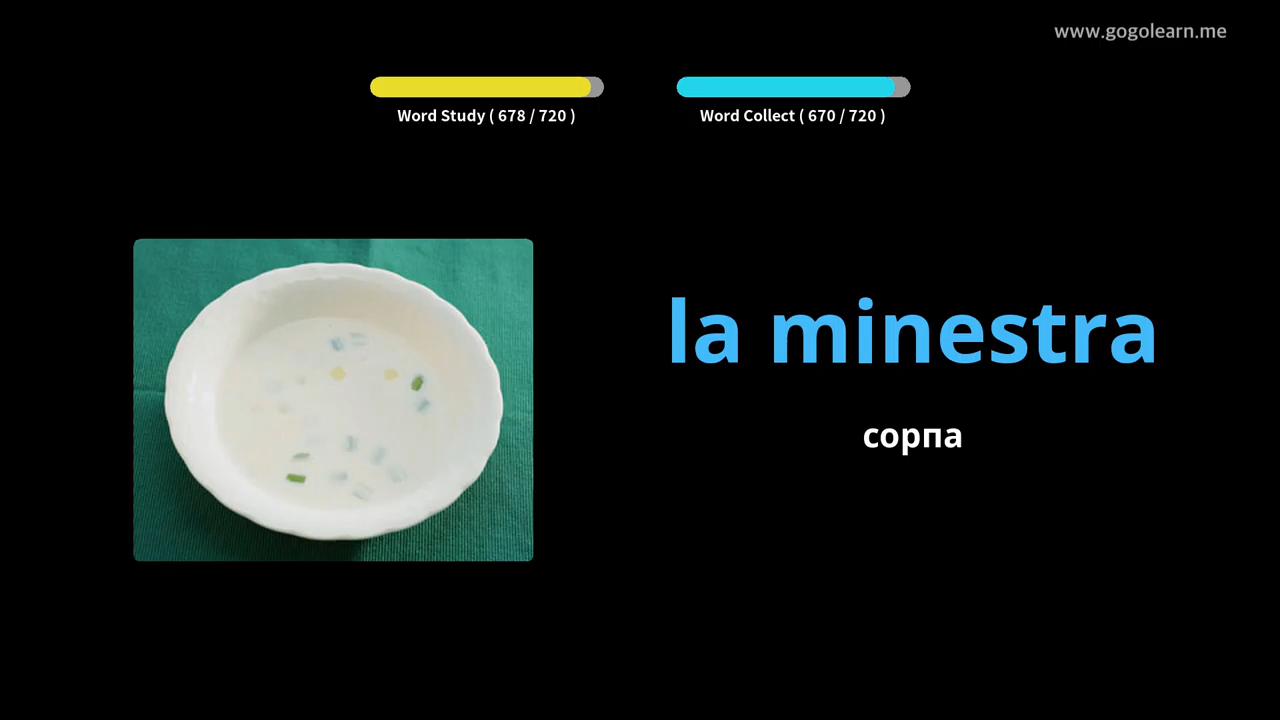 www.gogolearn.me
Word Study ( 678 / 720 )
Word Collect ( 670 / 720 )
la minestra
сорпа